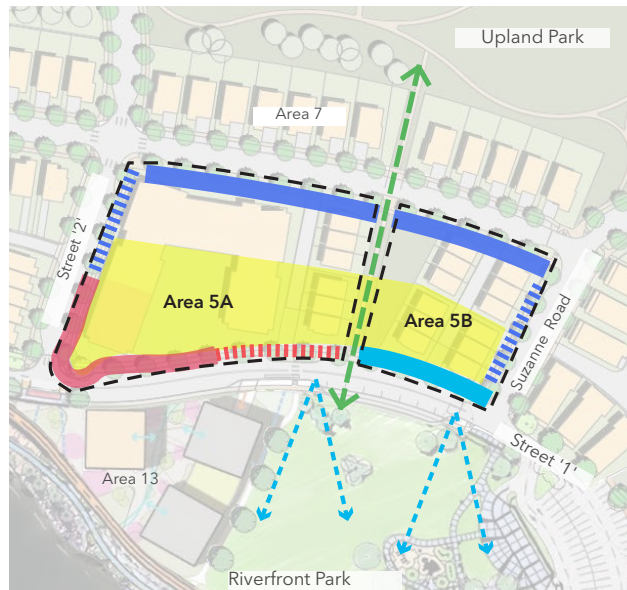 Upland Park
Area 7
Street '2'
Area 5A
Area 5B
Suzanne Road
Street '1'
Area 13
Riverfront Park